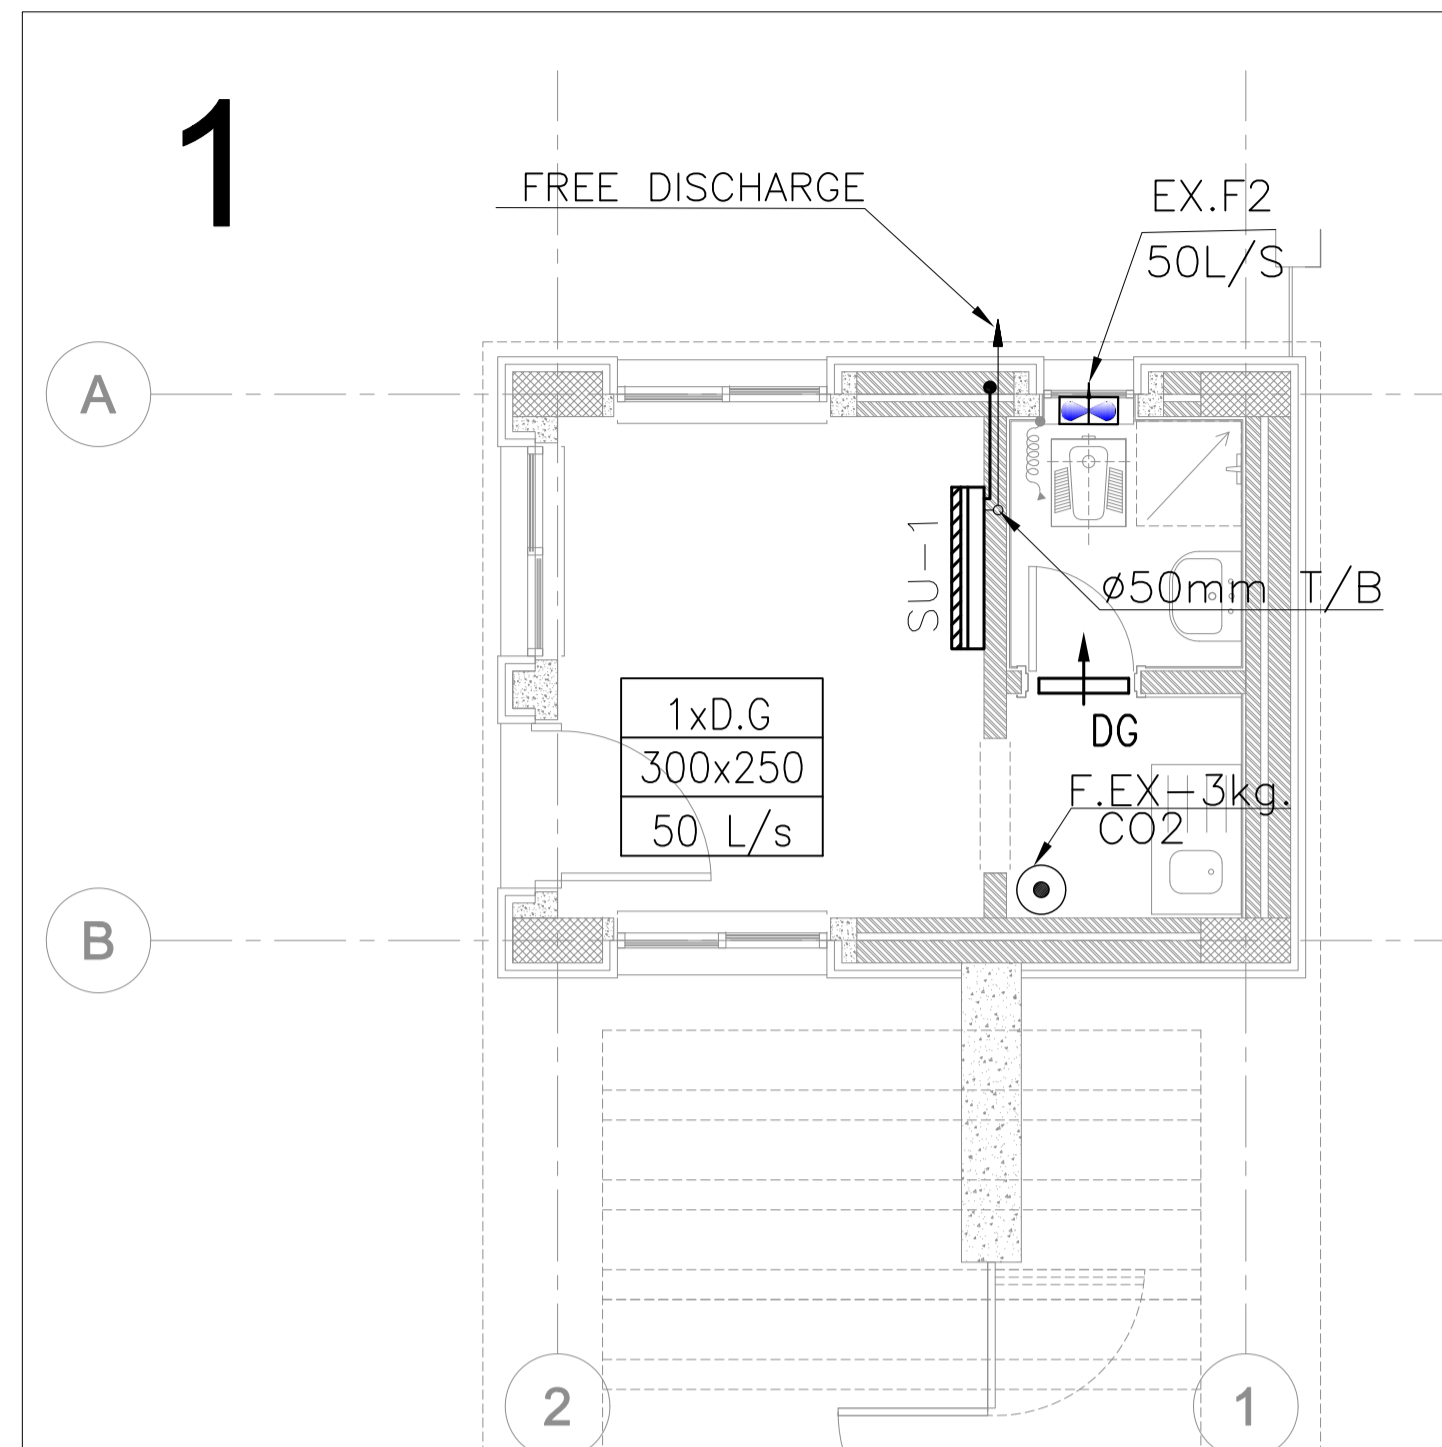 1
FREE DISCHARGE
EX.F2
50L/S
A
SU-1
ø50mm T/B
1xD.G
300x250
50 L/s
DG
F.EX-3kg.
CO2
B
2
1